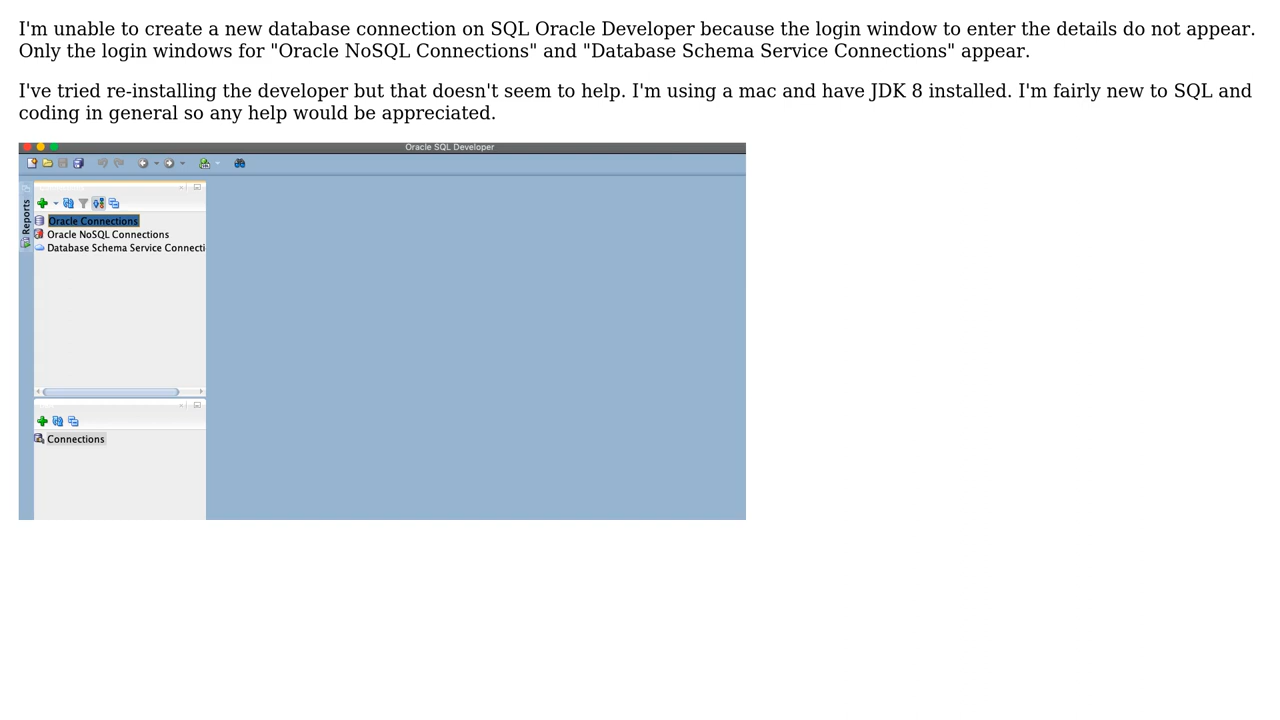 I'm unable to create a new database connection on SQL Oracle Developer because the login window to enter the details do not appear.
Only the login windows for "Oracle NoSQL Connections" and "Database Schema Service Connections" appear.
I've tried re-installing the developer but that doesn't seem to help. I'm using a mac and have JDK 8 installed. I'm fairly new to SQL and
coding in general so any help would be appreciated.
Oracle SQL Developer
Reports
Oracle Connections
Oracle NoSQL Connections
Database Schema Service Connecti
Connections